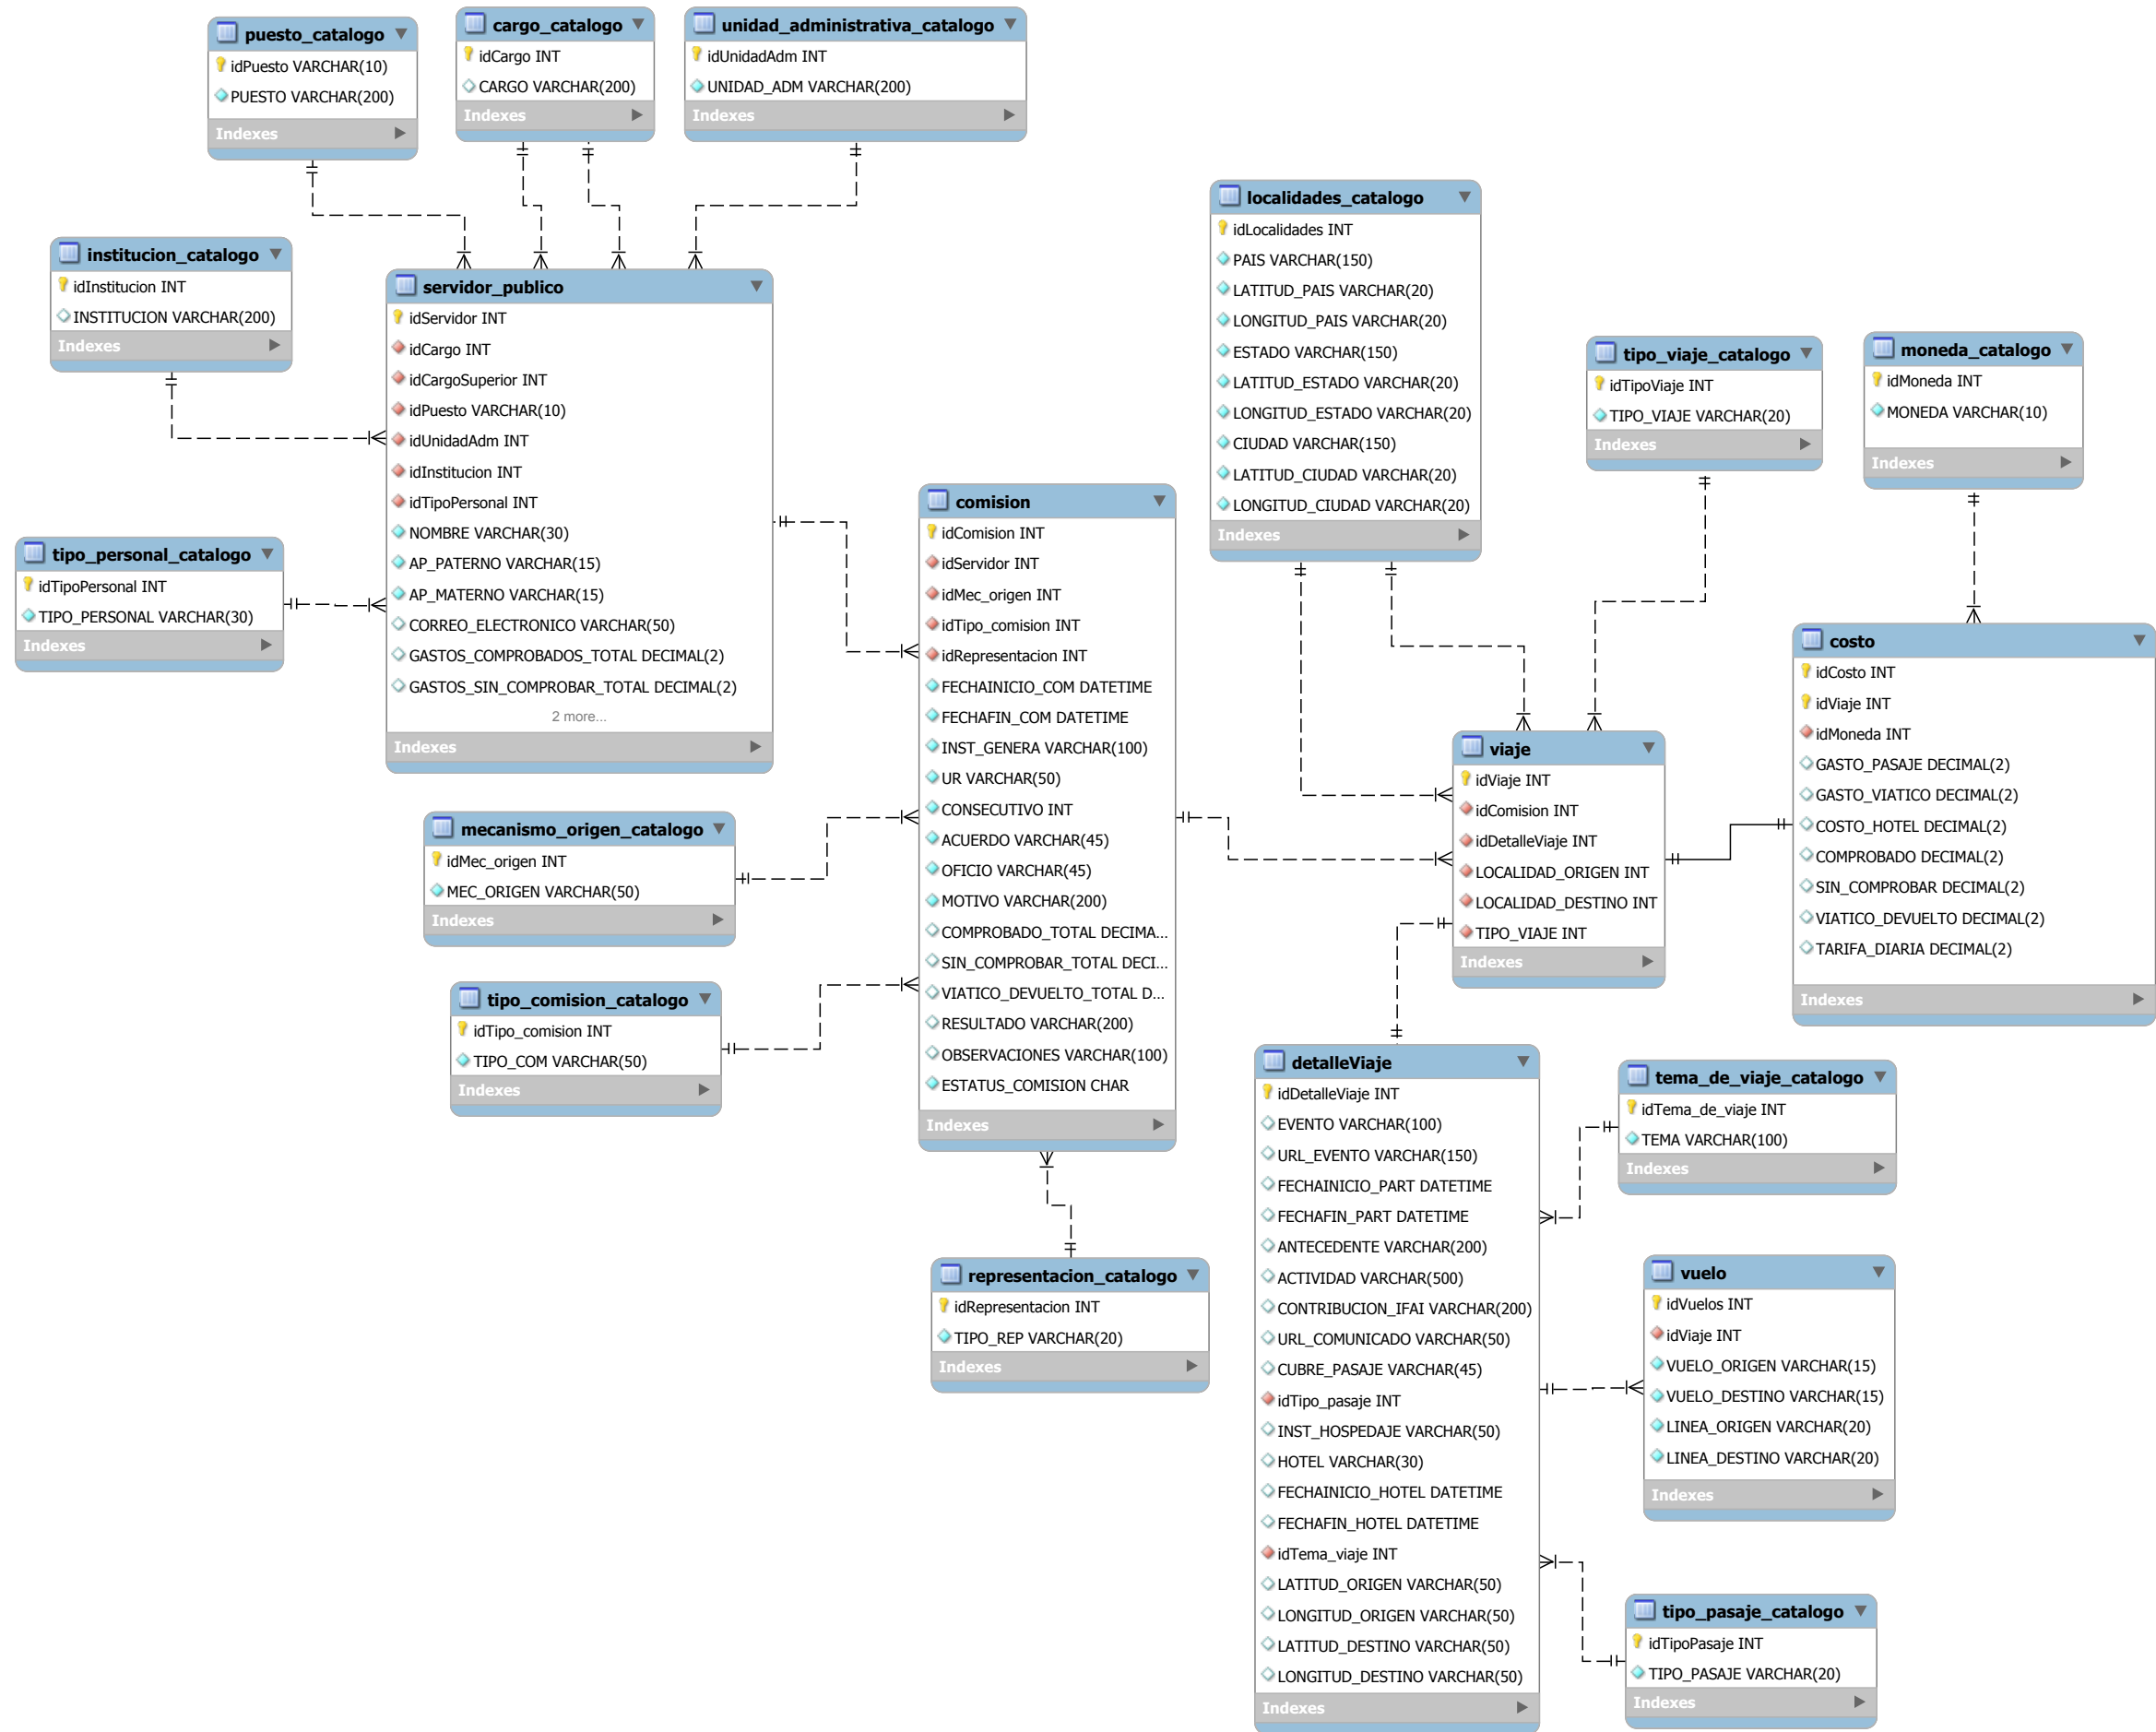 puesto_catalogo
idPuesto VARCHAR(10)
PUESTO VARCHAR(200)
Indexes
cargo_catalogo
idCargo INT
CARGO VARCHAR(200)
Indexes
unidad_administrativa_catalogo
idUnidadAdm INT
UNIDAD_ADM VARCHAR(200)
Indexes
institucion_catalogo
idInstitucion INT
INSTITUCION VARCHAR(200)
Indexes
servidor_publico
idServidor INT
idCargo INT
idCargoSuperior INT
idPuesto VARCHAR(10)
idUnidadAdm INT
idInstitucion INT
idTipoPersonal INT
NOMBRE VARCHAR(30)
AP_PATERNO VARCHAR(15)
AP_MATERNO VARCHAR(15)
CORREO_ELECTRONICO VARCHAR(50)
GASTOS_COMPROBADOS_TOTAL DECIMAL(2)
GASTOS_SIN_COMPROBAR_TOTAL DECIMAL(2)
2 more...
Indexes
tipo_personal_catalogo
idTipoPersonal INT
TIPO_PERSONAL VARCHAR(30)
Indexes
localidades_catalogo
idLocalidades INT
PAIS VARCHAR(150)
LATITUD_PAIS VARCHAR(20)
LONGITUD_PAIS VARCHAR(20)
ESTADO VARCHAR(150)
LATITUD_ESTADO VARCHAR(20)
LONGITUD_ESTADO VARCHAR(20)
CIUDAD VARCHAR(150)
LATITUD_CIUDAD VARCHAR(20)
LONGITUD_CIUDAD VARCHAR(20)
Indexes
tipo_viaje_catalogo
idTipoViaje INT
TIPO_VIAJE VARCHAR(20)
Indexes
moneda_catalogo
idMoneda INT
MONEDA VARCHAR(10)
Indexes
comision
idComision INT
idServidor INT
idMec_origen INT
idTipo_comision INT
idRepresentacion INT
FECHAINICIO_COM DATETIME
FECHAFIN_COM DATETIME
INST_GENERA VARCHAR(100)
UR VARCHAR(50)
CONSECUTIVO INT
ACUERDO VARCHAR(45)
OFICIO VARCHAR(45)
MOTIVO VARCHAR(200)
COMPROBADO_TOTAL DECIMA...
SIN_COMPROBAR_TOTAL DECI...
VIATICO_DEVUELTO_TOTAL D...
RESULTADO VARCHAR(200)
OBSERVACIONES VARCHAR(100)
ESTATUS_COMISION CHAR
Indexes
costo
idCosto INT
idViaje INT
idMoneda INT
GASTO_PASAJE DECIMAL(2)
GASTO_VIATICO DECIMAL(2)
COSTO_HOTEL DECIMAL(2)
COMPROBADO DECIMAL(2)
SIN_COMPROBAR DECIMAL(2)
VIATICO_DEVUELTO DECIMAL(2)
TARIFA_DIARIA DECIMAL(2)
Indexes
viaje
idViaje INT
idComision INT
idDetalleViaje INT
LOCALIDAD_ORIGEN INT
LOCALIDAD_DESTINO INT
TIPO_VIAJE INT
Indexes
mecanismo_origen_catalogo
idMec_origen INT
MEC_ORIGEN VARCHAR(50)
Indexes
tipo_comision_catalogo
idTipo_comision INT
TIPO_COM VARCHAR(50)
Indexes
representacion_catalogo
idRepresentacion INT
TIPO_REP VARCHAR(20)
Indexes
detalleViaje
idDetalleViaje INT
EVENTO VARCHAR(100)
URL_EVENTO VARCHAR(150)
FECHAINICIO_PART DATETIME
FECHAFIN_PART DATETIME
ANTECEDENTE VARCHAR(200)
ACTIVIDAD VARCHAR(500)
CONTRIBUCION_IFAI VARCHAR(200)
URL_COMUNICADO VARCHAR(50)
CUBRE_PASAJE VARCHAR(45)
idTipo_pasaje INT
INST_HOSPEDAJE VARCHAR(50)
HOTEL VARCHAR(30)
FECHAINICIO_HOTEL DATETIME
FECHAFIN_HOTEL DATETIME
idTema_viaje INT
LATITUD_ORIGEN VARCHAR(50)
LONGITUD_ORIGEN VARCHAR(50)
LATITUD_DESTINO VARCHAR(50)
LONGITUD_DESTINO VARCHAR(50)
Indexes
tema_de_viaje_catalogo
idTema_de_viaje INT
TEMA VARCHAR(100)
Indexes
vuelo
idVuelos INT
idViaje INT
VUELO_ORIGEN VARCHAR(15)
VUELO_DESTINO VARCHAR(15)
LINEA_ORIGEN VARCHAR(20)
LINEA_DESTINO VARCHAR(20)
Indexes
tipo_pasaje_catalogo
idTipoPasaje INT
TIPO_PASAJE VARCHAR(20)
Indexes